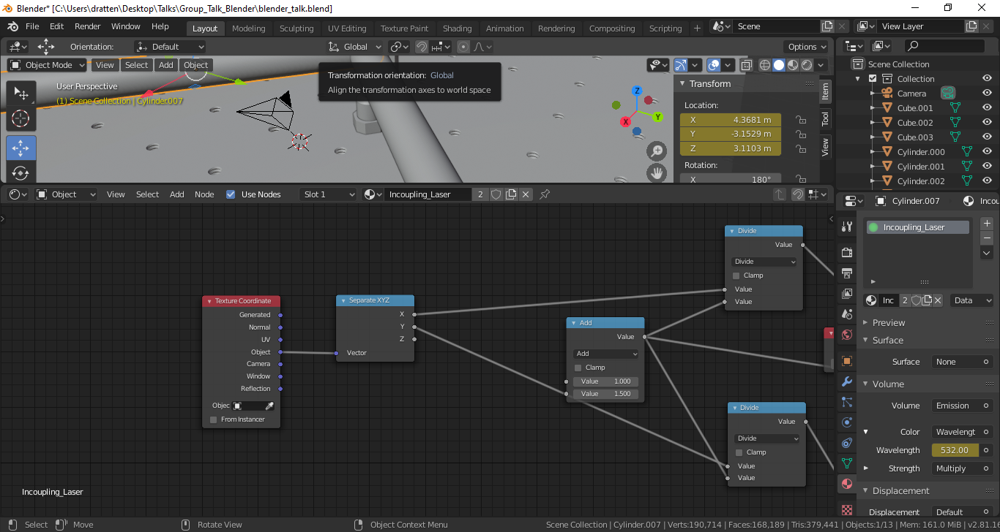 Blender* [C:\Users\dratten\Desktop\Talks\Group_Talk_Blender\blender_talk.blend]
File Edit Render Window Help Layout Modeling Sculpting UV Editing Texture Paint Shading Animation Rendering Compositing Scripting + Scene View Layer
Orientation: Default Global Options
Object Mode View Select Add Object
User Perspective
(1) Scene Collection | Cylinder.007
Transformation orientation: Global
Align the transformation axes to world space
Z
Y
X
Transform
Location:
X 4.3681 m
Y -3.1529 m
Z 3.1103 m
Rotation:
X 180°
Item
Tool
View
Scene Collection
Collection
Camera
Cube.001
Cube.002
Cube.003
Cylinder.000
Cylinder.001
Cylinder.002
Object View Select Add Node Use Nodes Slot 1 Incoupling_Laser 2
Cylinder.007 Incou
Incoupling_Laser
Inc 2 Data
Preview
Surface
Surface None
Volume
Volume Emission
Color Wavelengt
Wavelength 532.00
Strength Multiply
Displacement
Displacement Default
Texture Coordinate
Generated
Normal
UV
Object
Camera
Window
Reflection
Objec
From Instancer
Separate XYZ
X
Y
Z
Vector
Add
Value
Add
Clamp
Value 1.000
Value 1.500
Divide
Value
Divide
Clamp
Value
Value
Divide
Value
Divide
Clamp
Value
Value
Incoupling_Laser
Select Move Rotate View Object Context Menu Scene Collection | Cylinder.007 | Verts:190,714 | Faces:168,189 | Tris:379,441 | Objects:1/13 | Mem: 161.0 MiB | v2.81.16